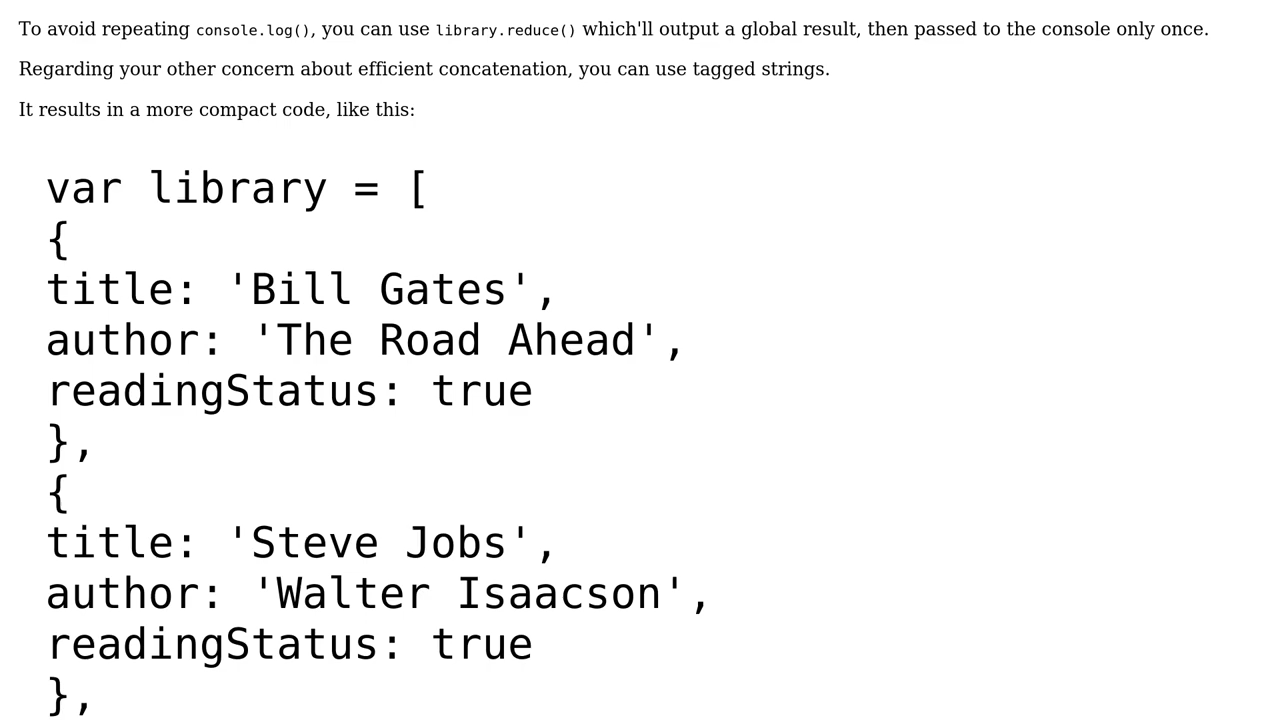 To avoid repeating console.log(), you can use library.reduce() which'll output a global result, then passed to the console only once.
Regarding your other concern about efficient concatenation, you can use tagged strings.
It results in a more compact code, like this:
var library = [
{
title: 'Bill Gates',
author: 'The Road Ahead',
readingStatus: true
},
{
title: 'Steve Jobs',
author: 'Walter Isaacson',
readingStatus: true
},